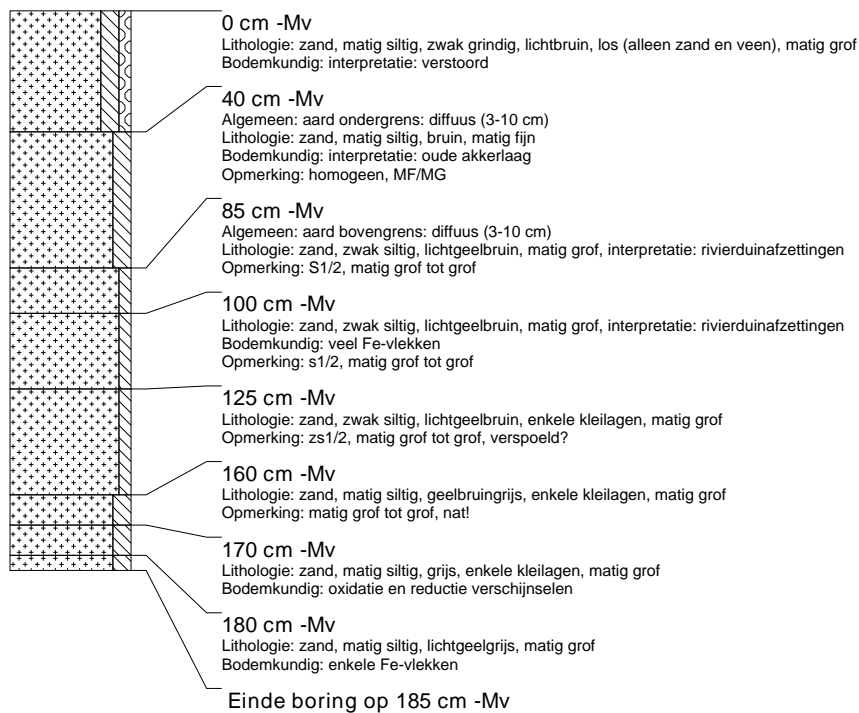 0 cm -Mv
Lithologie: zand, matig siltig, zwak grindig, lichtbruin, los (alleen zand en veen), matig grof
Bodemkundig: interpretatie: verstoord
40 cm -Mv
Algemeen: aard ondergrens: diffuus (3-10 cm)
Lithologie: zand, matig siltig, bruin, matig fijn
Bodemkundig: interpretatie: oude akkerlaag
Opmerking: homogeen, MF/MG
85 cm -Mv
Algemeen: aard bovengrens: diffuus (3-10 cm)
Lithologie: zand, zwak siltig, lichtgeelbruin, matig grof, interpretatie: rivierduinafzettingen
Opmerking: S1/2, matig grof tot grof
100 cm -Mv
Lithologie: zand, zwak siltig, lichtgeelbruin, matig grof, interpretatie: rivierduinafzettingen
Bodemkundig: veel Fe-vlekken
Opmerking: s1/2, matig grof tot grof
125 cm -Mv
Lithologie: zand, zwak siltig, lichtgeelbruin, enkele kleilagen, matig grof
Opmerking: zs1/2, matig grof tot grof, verspoeld?
160 cm -Mv
Lithologie: zand, matig siltig, geelbruingrijs, enkele kleilagen, matig grof
Opmerking: matig grof tot grof, nat!
170 cm -Mv
Lithologie: zand, matig siltig, grijs, enkele kleilagen, matig grof
Bodemkundig: oxidatie en reductie verschijnselen
180 cm -Mv
Lithologie: zand, matig siltig, lichtgeelgrijs, matig grof
Bodemkundig: enkele Fe-vlekken
Einde boring op 185 cm -Mv